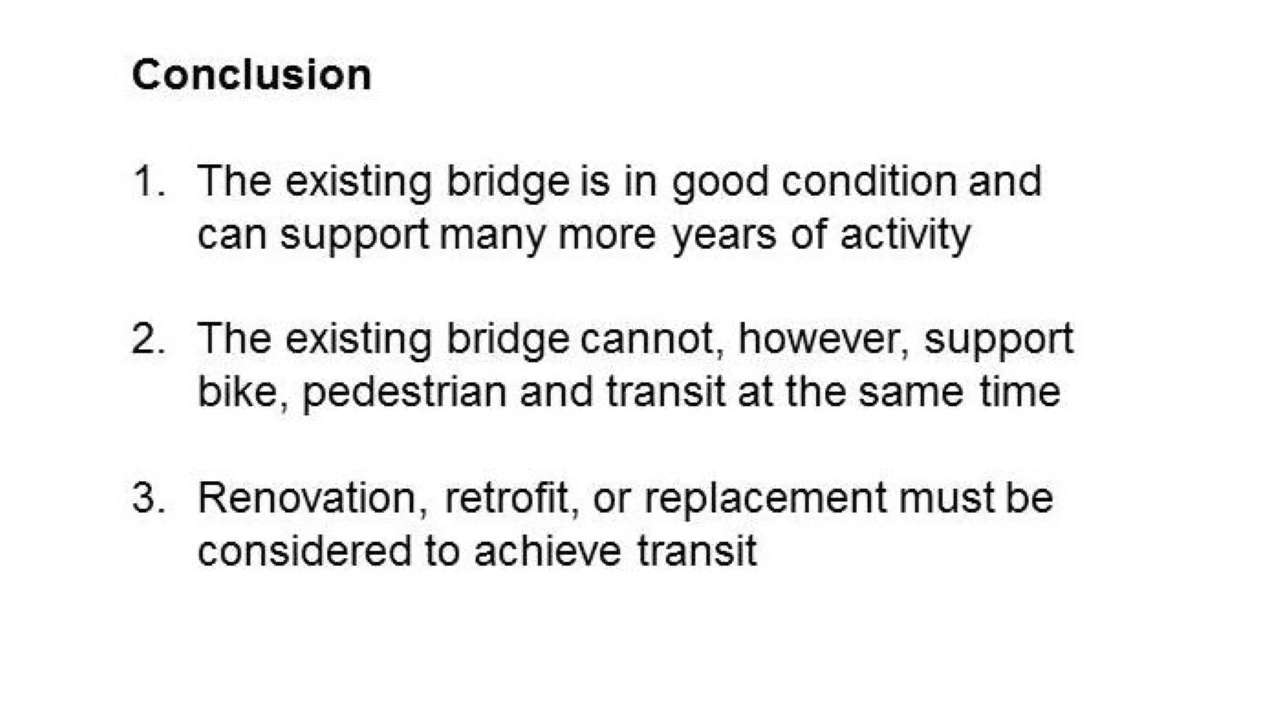 Conclusion
1. The existing bridge is in good condition and
can support many more years of activity
2. The existing bridge cannot, however, support
bike, pedestrian and transit at the same time
3. Renovation, retrofit, or replacement must be
considered to achieve transit